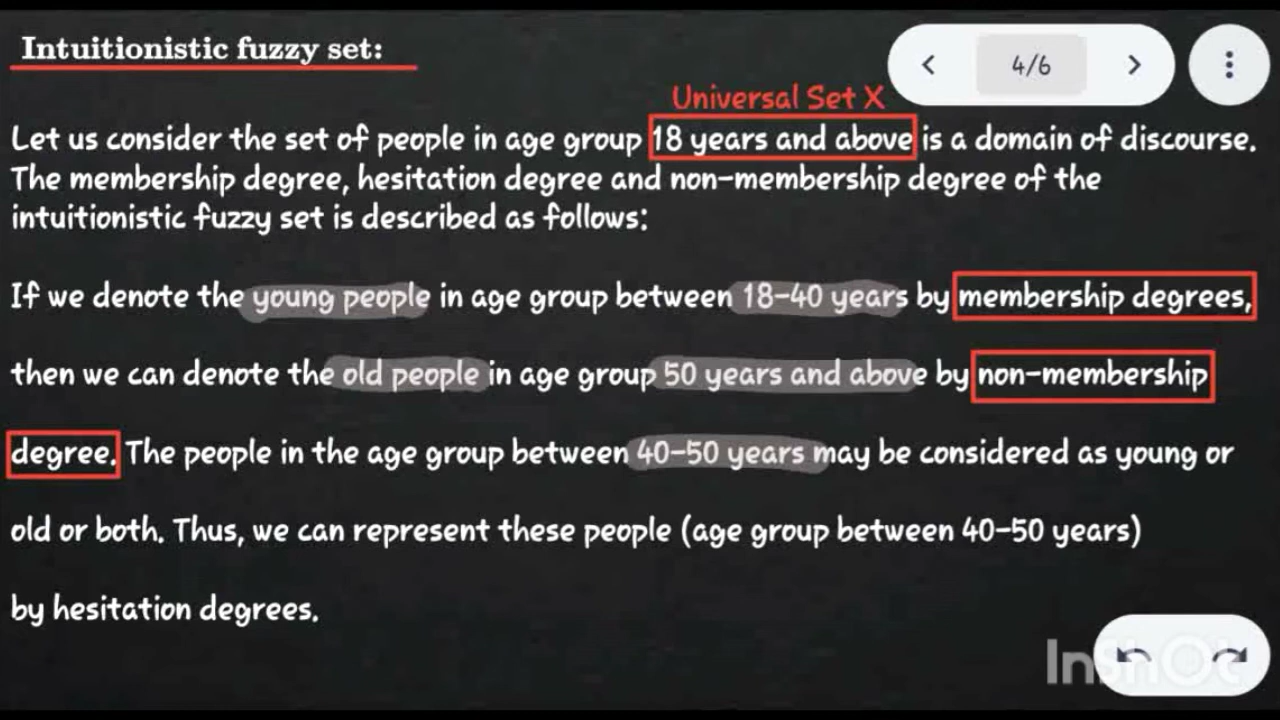 Intuitionistic fuzzy set:
4/6
Universal Set X
Let us consider the set of people in age group 18 years and above is a domain of discourse.
The membership degree, hesitation degree and non-membership degree of the
intuitionistic fuzzy set is described as follows:
If we denote the young people in age group between 18-40 years by membership degrees,
then we can denote the old people in age group 50 years and above by non-membership
degree. The people in the age group between 40-50 years may be considered as young or
old or both. Thus, we can represent these people (age group between 40-50 years)
by hesitation degrees.
InShOt